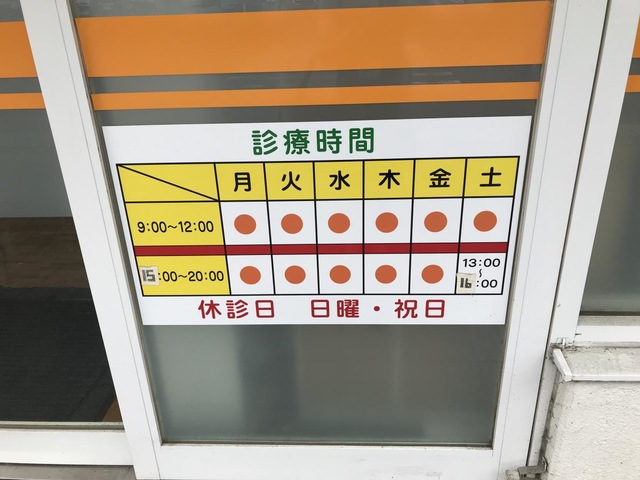 診療時間
月 火 水 木 金 土
9:00～12:00
15:00～20:00 13:00～16:00
休診日 日曜・祝日